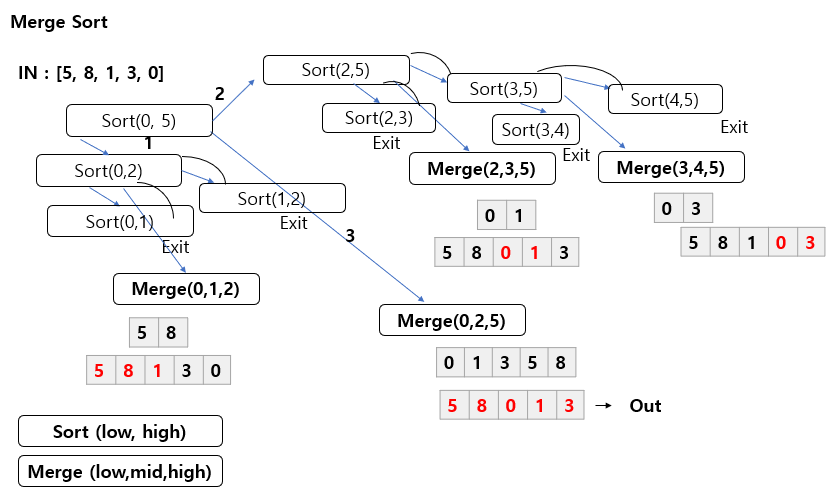 Merge Sort
IN : [5, 8, 1, 3, 0]
Sort(0, 5)
1
Sort(0,2)
Sort(0,1)
Exit
Sort(1,2)
Exit
Merge(0,1,2)
5 8
5 8 1 3 0
2
Sort(2,5)
Sort(2,3)
Exit
Sort(3,5)
Sort(3,4)
Exit
Sort(4,5)
Exit
Merge(3,4,5)
0 3
5 8 1 0 3
Merge(2,3,5)
0 1
5 8 0 1 3
3
Merge(0,2,5)
0 1 3 5 8
5 8 0 1 3 → Out
Sort (low, high)
Merge (low,mid,high)